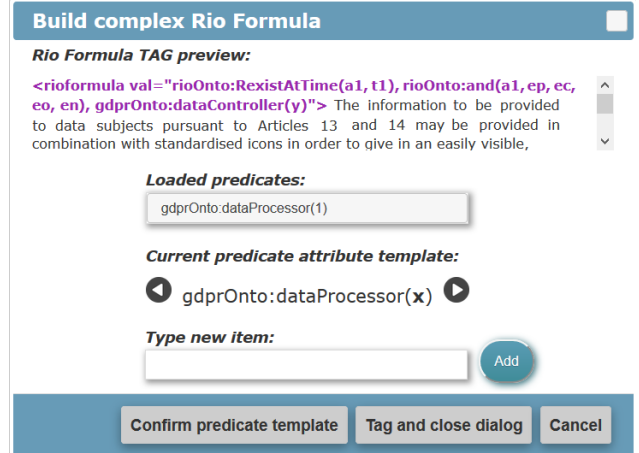 Build complex Rio Formula
Rio Formula TAG preview:
<rioformula val="rioOnto:RexistAtTime(a1, t1), rioOnto:and(a1, ep, ec,
eo, en), gdprOnto:dataController(y)"> The information to be provided
to data subjects pursuant to Articles 13 and 14 may be provided in
combination with standardised icons in order to give in an easily visible,
Loaded predicates:
gdprOnto:dataProcessor(1)
Current predicate attribute template:
gdprOnto:dataProcessor(x)
Type new item:
Add
Confirm predicate template Tag and close dialog Cancel